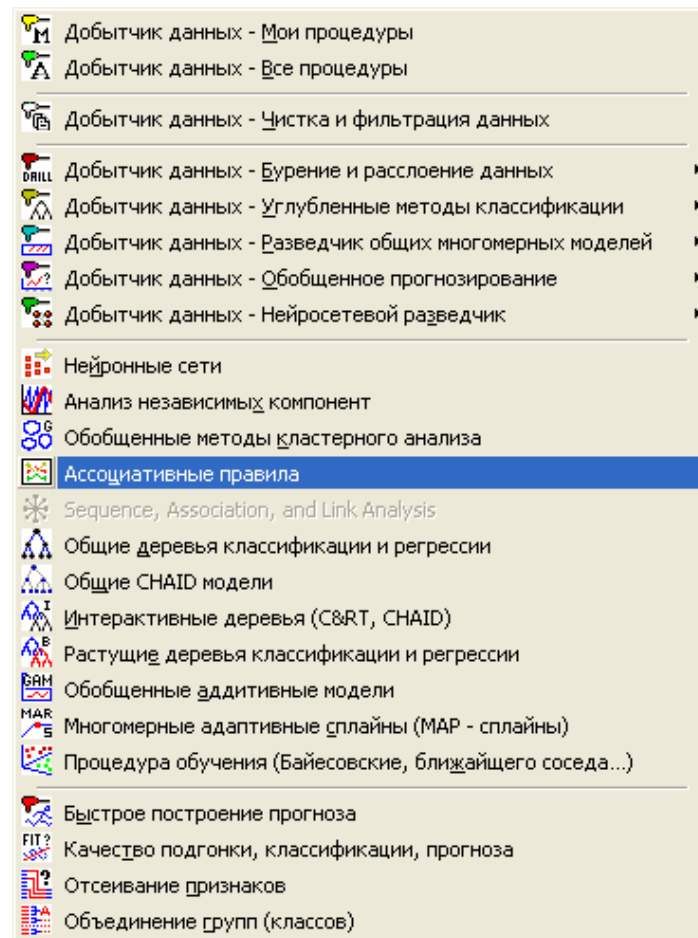 Добытчик данных - Мои процедуры
Добытчик данных - Все процедуры
Добытчик данных - Чистка и фильтрация данных
Добытчик данных - Бурение и расслоение данных
Добытчик данных - Углубленные методы классификации
Добытчик данных - Разведчик общих многомерных моделей
Добытчик данных - Обобщенное прогнозирование
Добытчик данных - Нейросетевой разведчик
Нейронные сети
Анализ независимых компонент
Обобщенные методы кластерного анализа
Ассоциативные правила
Sequence, Association, and Link Analysis
Общие деревья классификации и регрессии
Общие CHAID модели
Интерактивные деревья (C&RT, CHAID)
Растущие деревья классификации и регрессии
GAM Обобщенные аддитивные модели
MAR S Многомерные адаптивные сплайны (МАР - сплайны)
Процедура обучения (Байесовские, ближайщего соседа...)
Быстрое построение прогноза
FIT? Качество подгонки, классификации, прогноза
Отсеивание признаков
Объединение групп (классов)